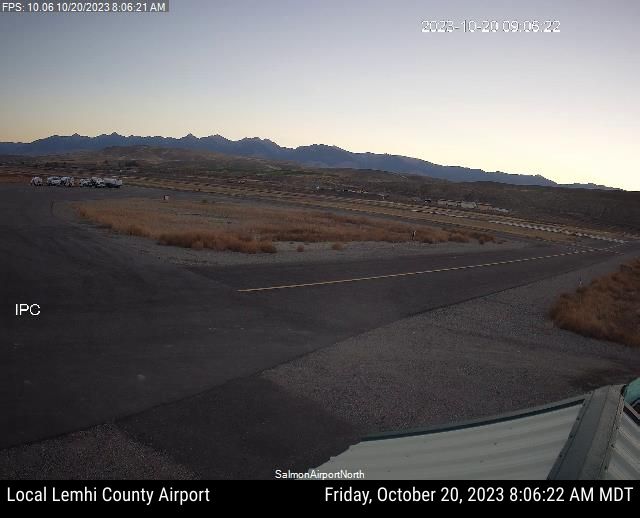 FPS: 10.06 10/20/2023 8:06:21 AM
2023-10-20 09:06:22
IPC
SalmonAirportNorth
Local Lemhi County Airport
Friday, October 20, 2023 8:06:22 AM MDT